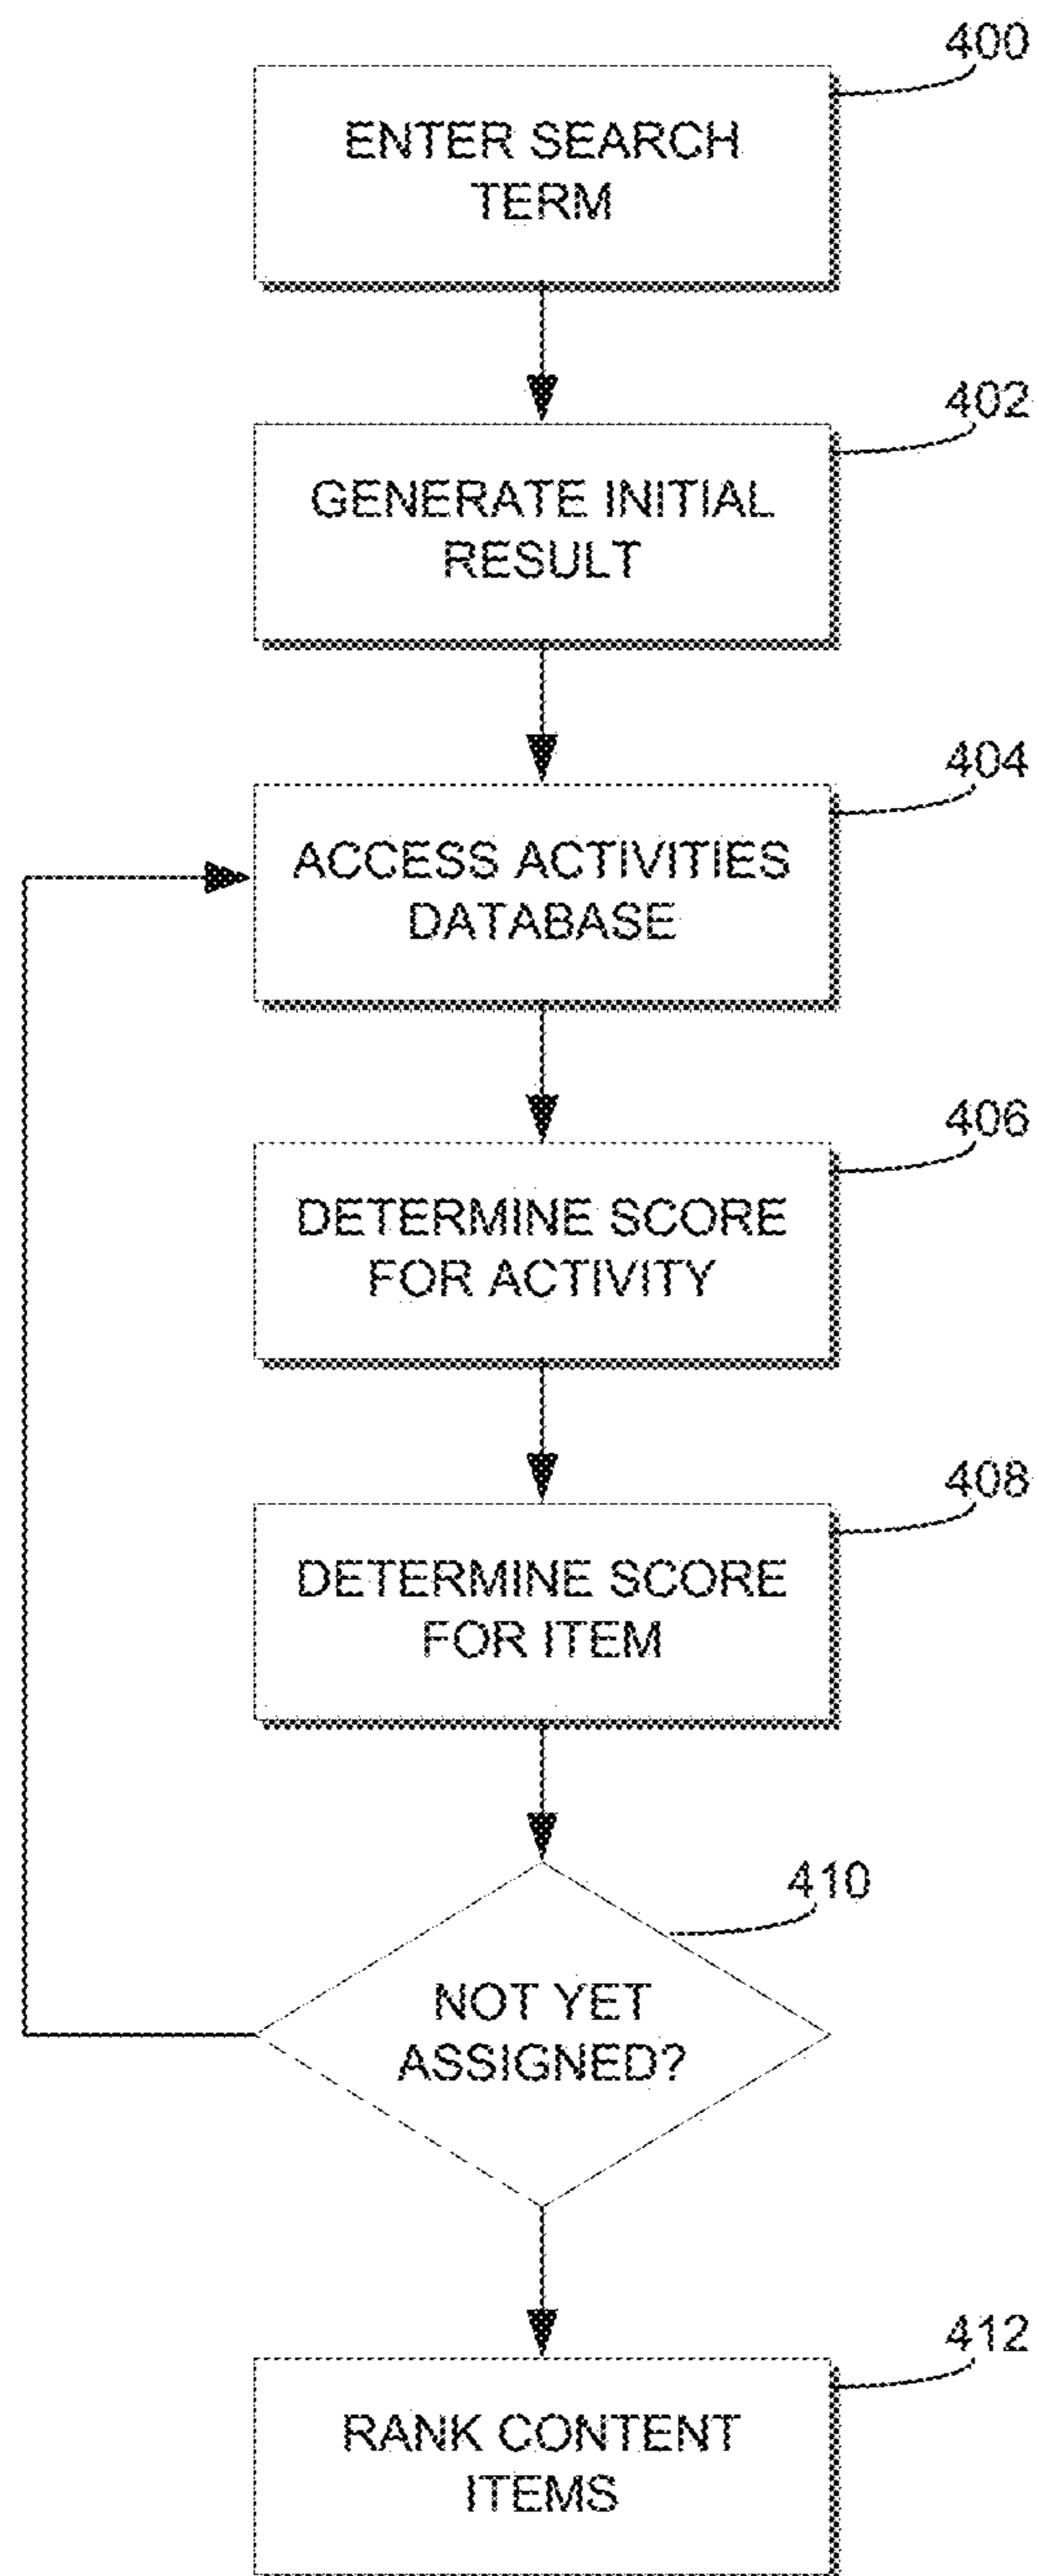 400
ENTER SEARCH
TERM
402
GENERATE INITIAL
RESULT
404
ACCESS ACTIVITIES
DATABASE
406
DETERMINE SCORE
FOR ACTIVITY
408
DETERMINE SCORE
FOR ITEM
410
NOT YET
ASSIGNED?
412
RANK CONTENT
ITEMS